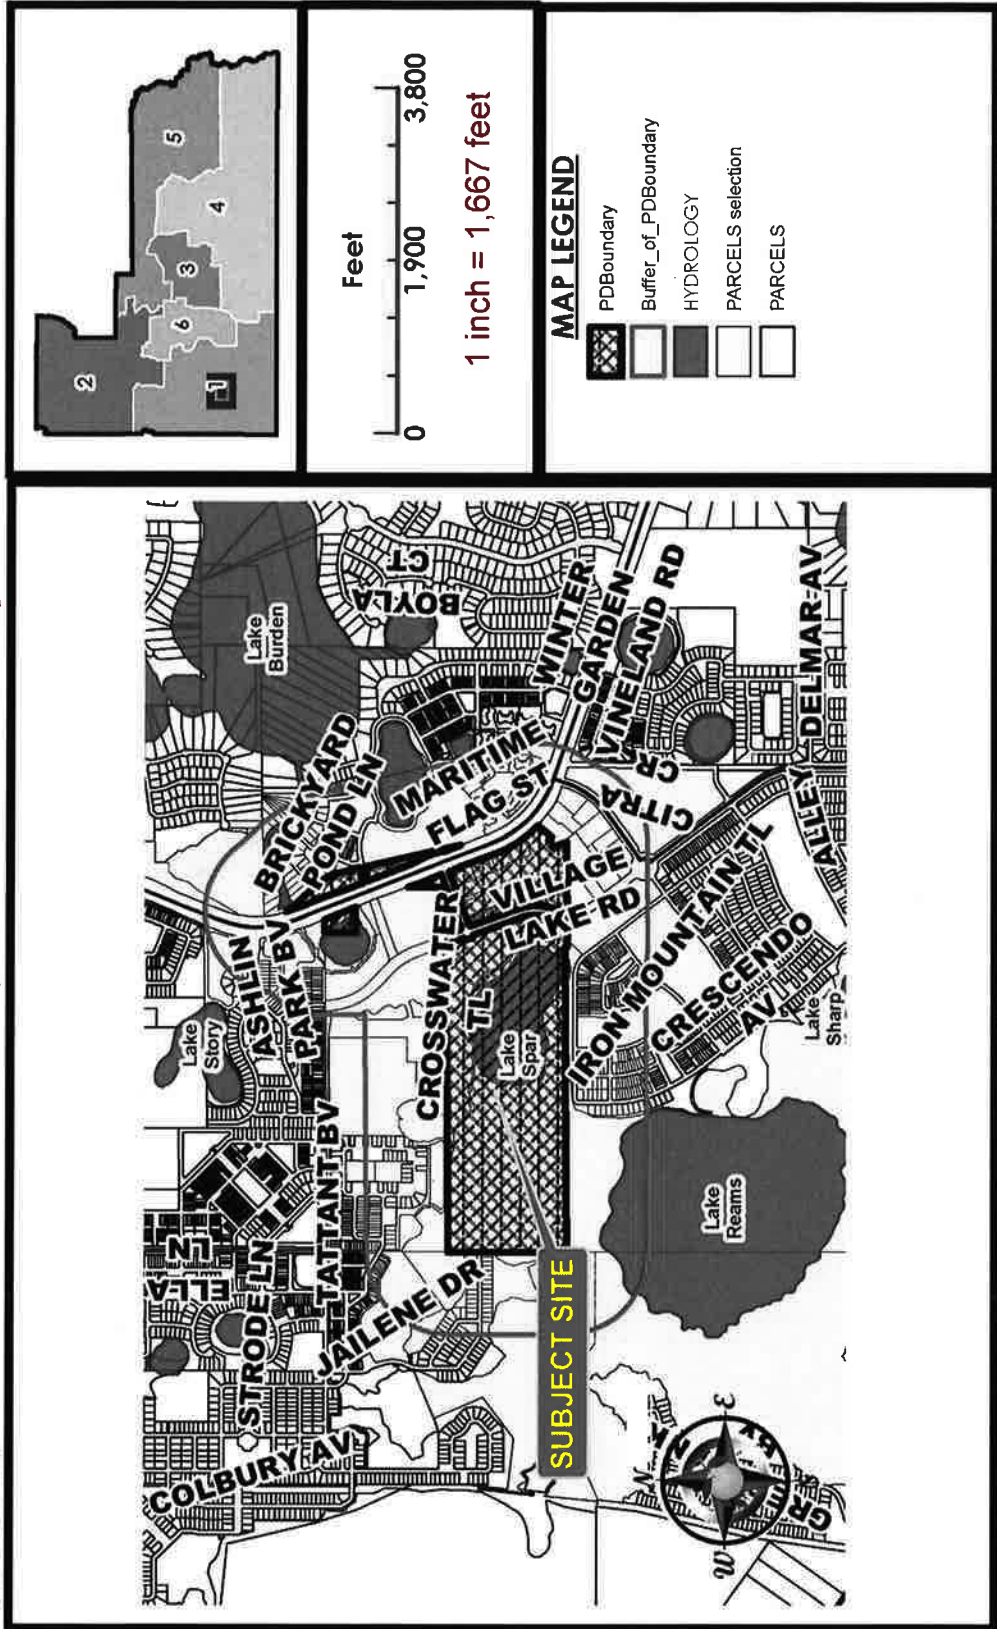 Lake
Burden
BOYLA
CT
BRICKYARD
POND LN
MARITIME
FLAG ST
WINTER
GARDEN
VINELAND RD
CITRA
CR
DELMAR AV
ALLEY
Lake
Story
ASHLIN
PARK BV
CROSSWATER
TL
VILLAGE
LAKE RD
Lake
Spar
IRON MOUNTAIN TL
CRESCENDO
AV
Lake
Sharp
ELLA
LN
STRODE LN
TATTANT BV
JAILENE DR
COLBURY AV
Lake
Reams
SUBJECT SITE
N
E
W
BV
1
2
3
4
5
6
Feet
0 1,900 3,800
1 inch = 1,667 feet
MAP LEGEND
PDBoundary
Buffer_of_PDBoundary
HYDROLOGY
PARCELS selection
PARCELS